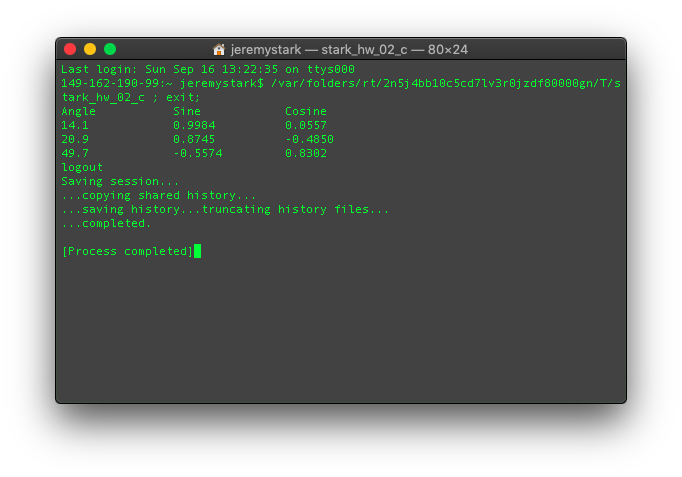 jeremystark — stark_hw_02_c — 80×24
Last login: Sun Sep 16 13:22:35 on ttys000
149-162-190-99:~ jeremystark$ /var/folders/rt/2n5j4bb10c5cd7lv3r0jzdf80000gn/T/s
tark_hw_02_c ; exit;
Angle Sine Cosine
14.1 0.9984 0.0557
20.9 0.8745 -0.4850
49.7 -0.5574 0.8302
logout
Saving session...
...copying shared history...
...saving history...truncating history files...
...completed.
[Process completed]